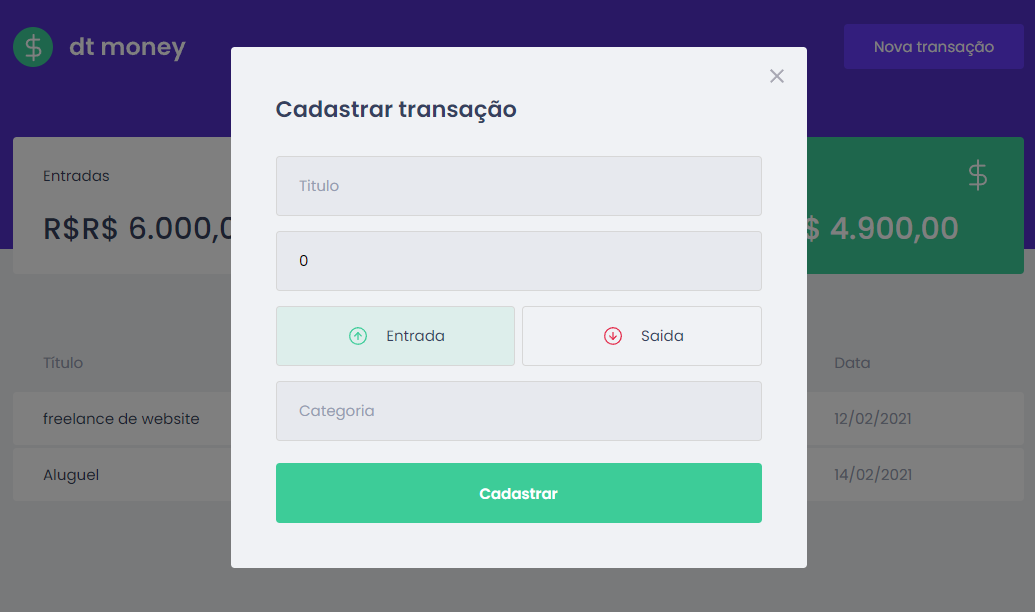 dt money
Nova transação
Cadastrar transação
Entradas
R$R$ 6.000,0
$ 4.900,00
Titulo
0
Entrada
Saida
Categoria
Cadastrar
Título
Data
freelance de website
12/02/2021
Aluguel
14/02/2021